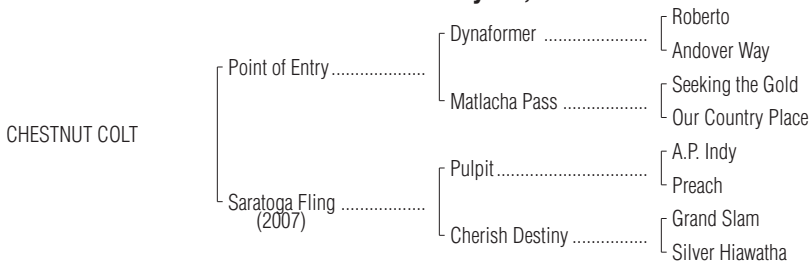 Roberto
Dynaformer ....................
Andover Way
Point of Entry....................
Seeking the Gold
Matlacha Pass .................
Our Country Place
CHESTNUT COLT
A.P. Indy
Pulpit..............................
Preach
Saratoga Fling ..................
(2007)
Grand Slam
Cherish Destiny ...............
Silver Hiawatha